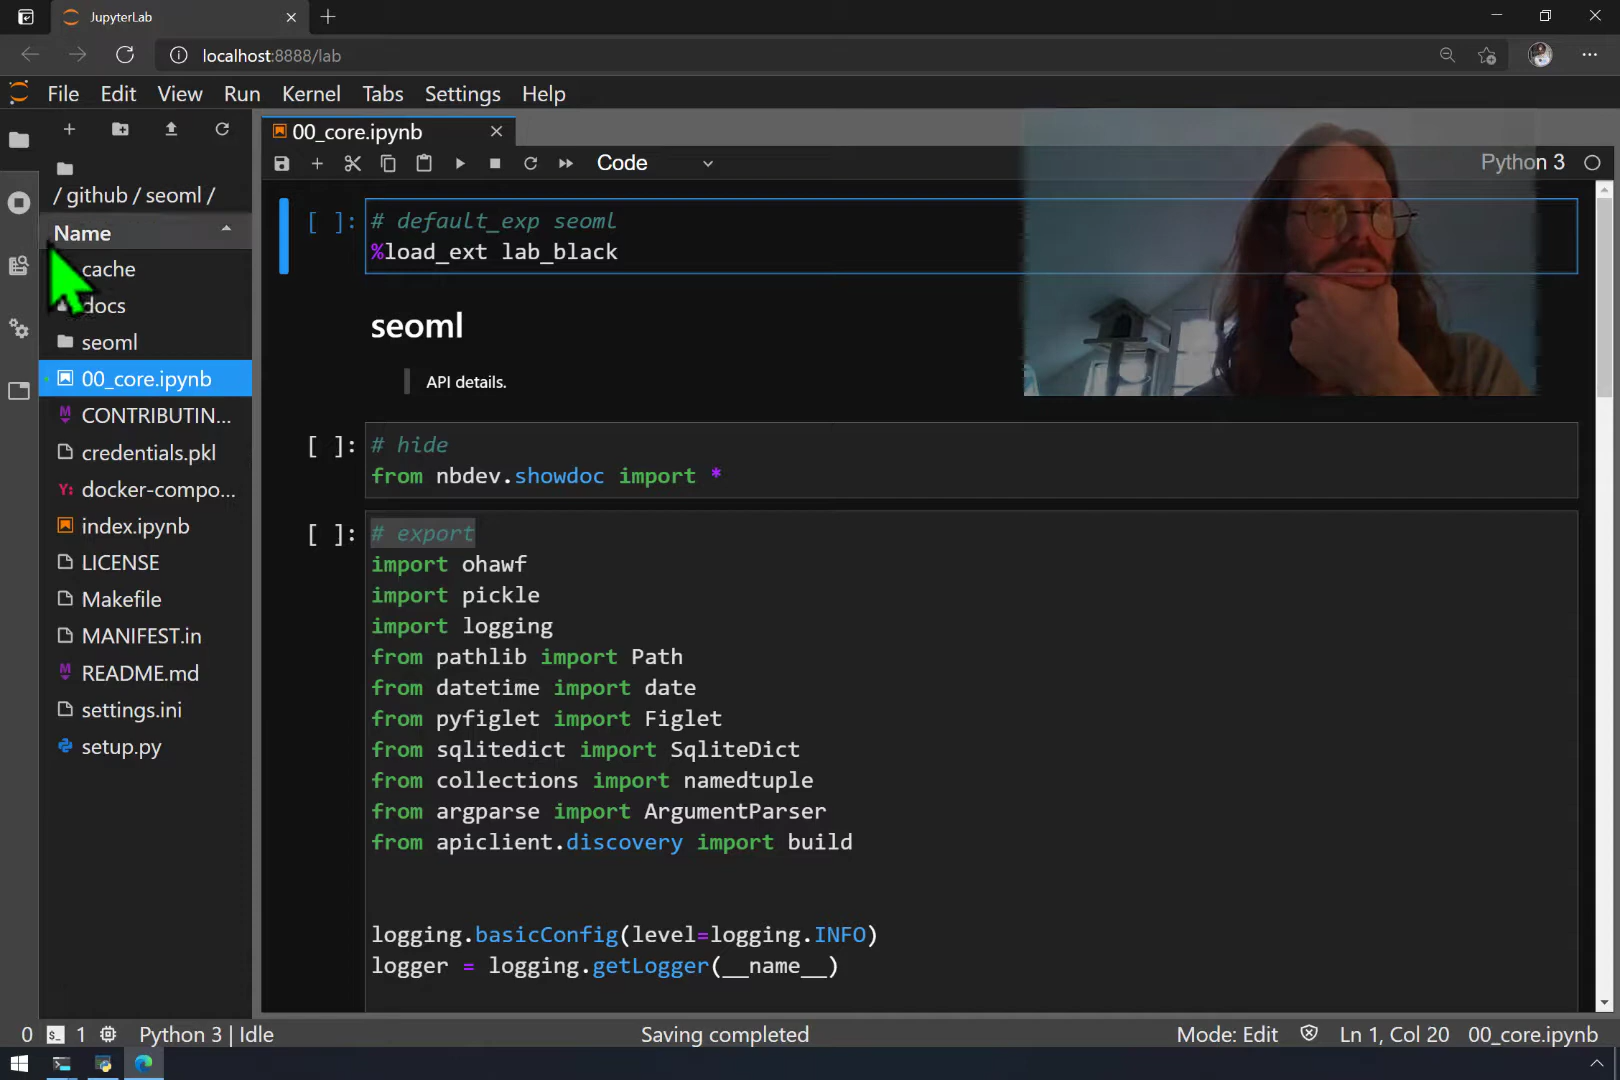 JupyterLab
localhost:8888/lab
File Edit View Run Kernel Tabs Settings Help
00_core.ipynb
Code
Python 3
/ github / seoml /
Name
cache
docs
seoml
00_core.ipynb
CONTRIBUTIN...
credentials.pkl
docker-compo...
index.ipynb
LICENSE
Makefile
MANIFEST.in
README.md
settings.ini
setup.py
[ ]: # default_exp seoml
%load_ext lab_black
seoml
API details.
[ ]: # hide
from nbdev.showdoc import *
[ ]: # export
import ohawf
import pickle
import logging
from pathlib import Path
from datetime import date
from pyfiglet import Figlet
from sqlitedict import SqliteDict
from collections import namedtuple
from argparse import ArgumentParser
from apiclient.discovery import build
logging.basicConfig(level=logging.INFO)
logger = logging.getLogger(__name__)
0 1 Python 3 | Idle Saving completed Mode: Edit Ln 1, Col 20 00_core.ipynb